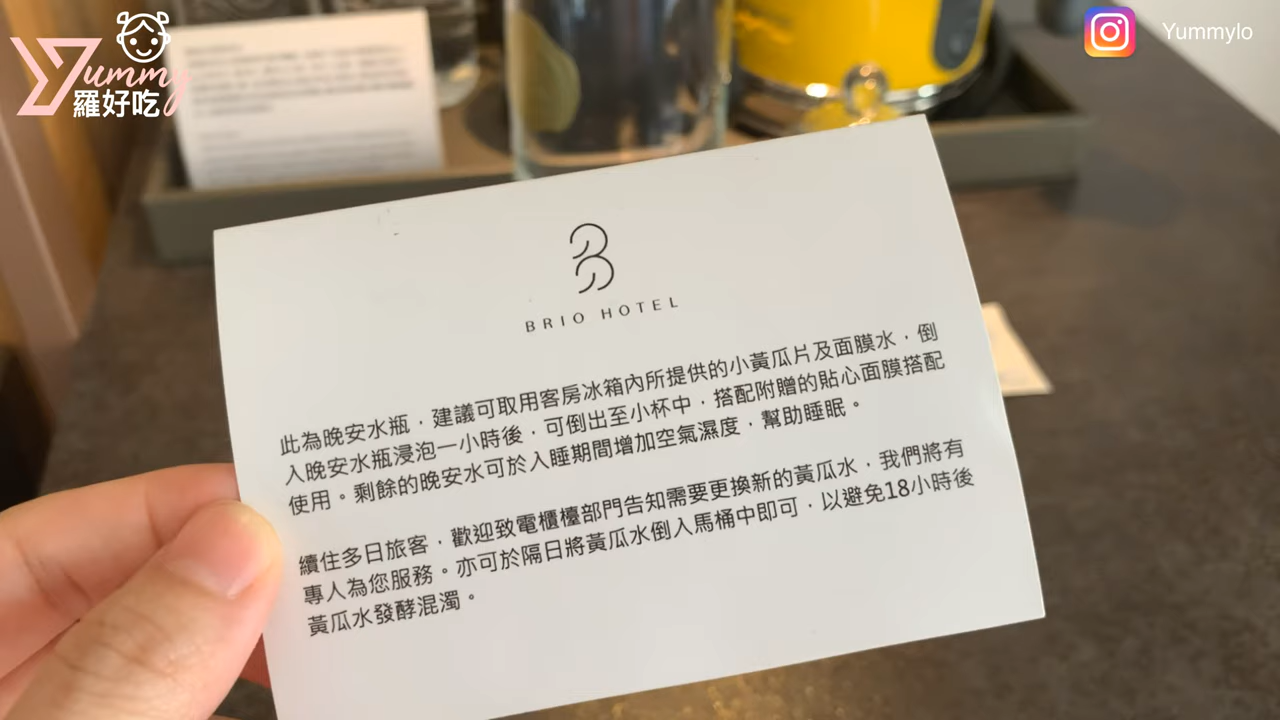 Yummy
羅好吃
Yummylo
BRIO HOTEL
此為晚安水瓶，建議可取用客房冰箱內所提供的小黃瓜片及面膜水，倒
入晚安水瓶浸泡一小時後，可倒出至小杯中，搭配附贈的貼心面膜搭配
使用。剩餘的晚安水可於入睡期間增加空氣濕度，幫助睡眠。
續住多日旅客，歡迎致電櫃檯部門告知需要更換新的黃瓜水，我們將有
專人為您服務。亦可於隔日將黃瓜水倒入馬桶中即可，以避免18小時後
黃瓜水發酵混濁。